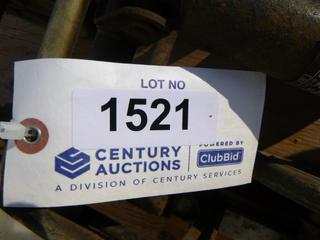 LOT NO
1521
CENTURY AUCTIONS
POWERED BY
ClubBid
A DIVISION OF CENTURY SERVICES